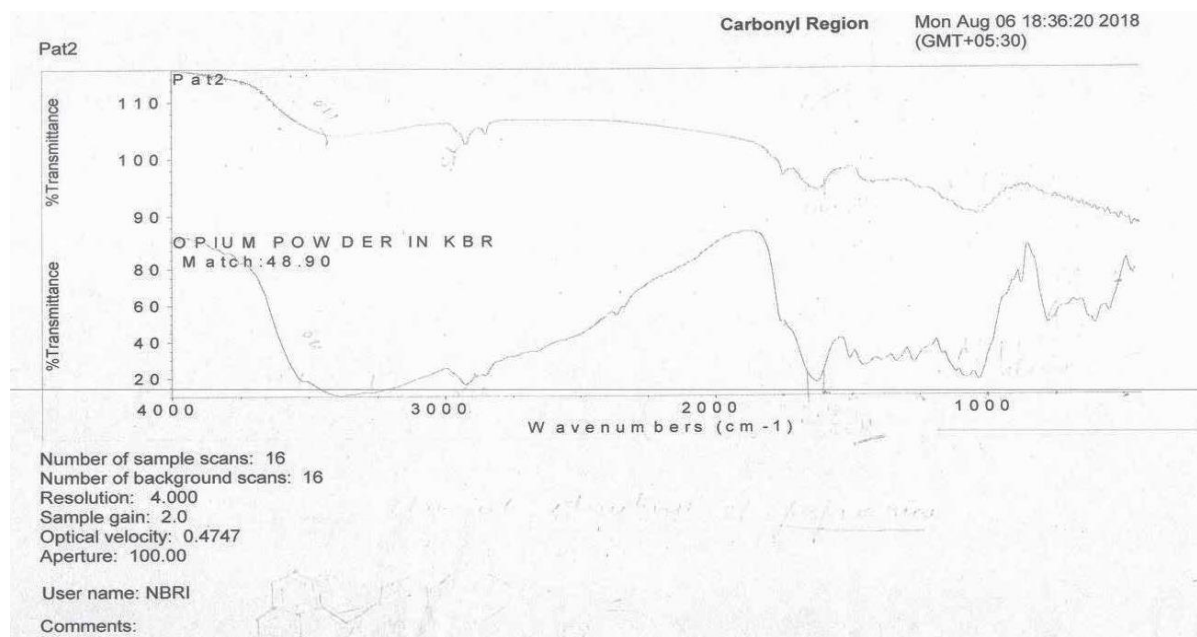 Carbonyl Region
Mon Aug 06 18:36:20 2018
(GMT+05:30)
Pat2
Pat2
%Transmittance
110
100
90
OPIUM POWDER IN KBR
Match:48.90
%Transmittance
80
60
40
20
4000 3000 2000 1000
Wavenumbers (cm-1)
Number of sample scans: 16
Number of background scans: 16
Resolution: 4.000
Sample gain: 2.0
Optical velocity: 0.4747
Aperture: 100.00
User name: NBRI
Comments: